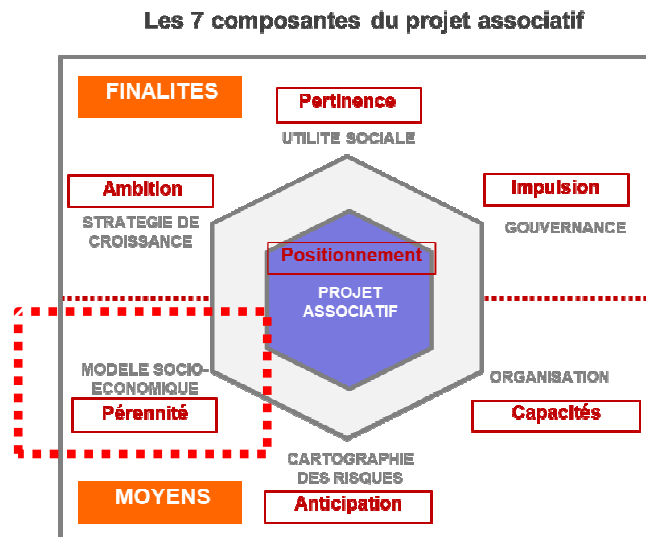 Les 7 composantes du projet associatif
FINALITES
Pertinence
UTILITE SOCIALE
Ambition
STRATEGIE DE
CROISSANCE
Impulsion
GOUVERNANCE
Positionnement
PROJET
ASSOCIATIF
MODELE SOCIO-
ECONOMIQUE
Pérennité
ORGANISATION
Capacités
CARTOGRAPHIE
DES RISQUES
Anticipation
MOYENS